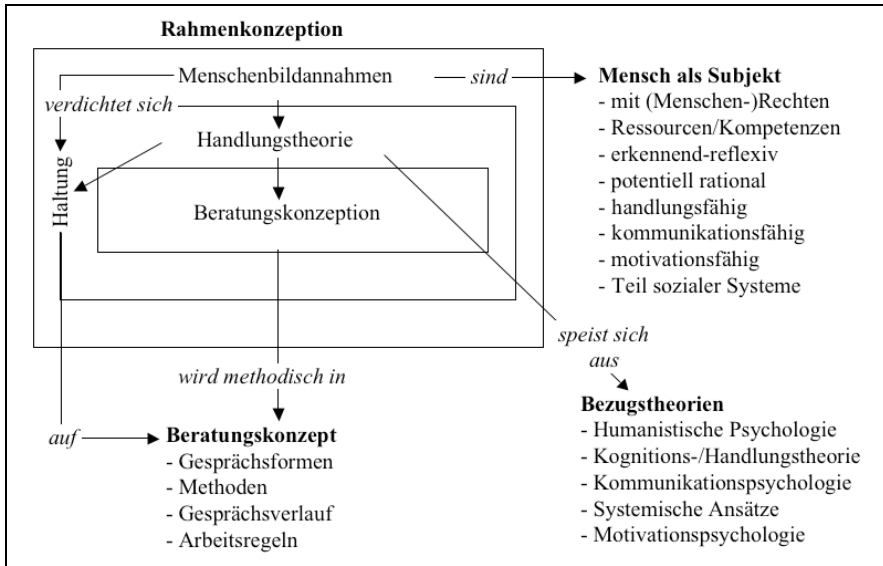 Rahmenkonzeption
Menschenbildannahmen
sind
verdichtet sich
Handlungstheorie
Haltung
Beratungskonzeption
Mensch als Subjekt
- mit (Menschen-)Rechten
- Ressourcen/Kompetenzen
- erkennend-reflexiv
- potentiell rational
- handlungsfähig
- kommunikationsfähig
- motivationsfähig
- Teil sozialer Systeme
speist sich
aus
wird methodisch in
auf
Beratungskonzept
- Gesprächsformen
- Methoden
- Gesprächsverlauf
- Arbeitsregeln
Bezugstheorien
- Humanistische Psychologie
- Kognitions-/Handlungstheorie
- Kommunikationspsychologie
- Systemische Ansätze
- Motivationspsychologie